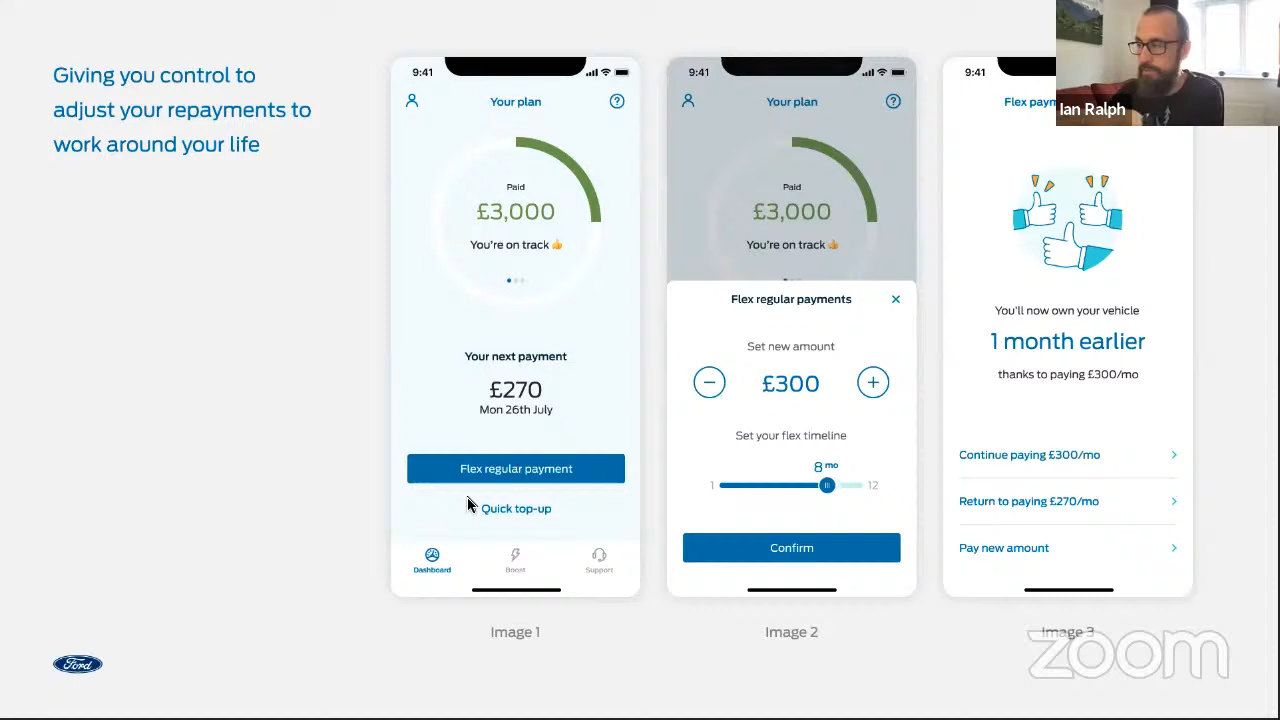 Giving you control to
adjust your repayments to
work around your life
9:41
Your plan
Paid
£3,000
You're on track
Your next payment
£270
Mon 26th July
Flex regular payment
Quick top-up
Dashboard
Boost
Support
Image 1
9:41
Your plan
Paid
£3,000
You're on track
Flex regular payments
Set new amount
£300
Set your flex timeline
8 mo
1
12
Confirm
Image 2
9:41
Flex
You'll now own your vehicle
1 month earlier
thanks to paying £300/mo
Continue paying £300/mo
Return to paying £270/mo
Pay new amount
Image 3
Ian Ralph
Ford
zoom